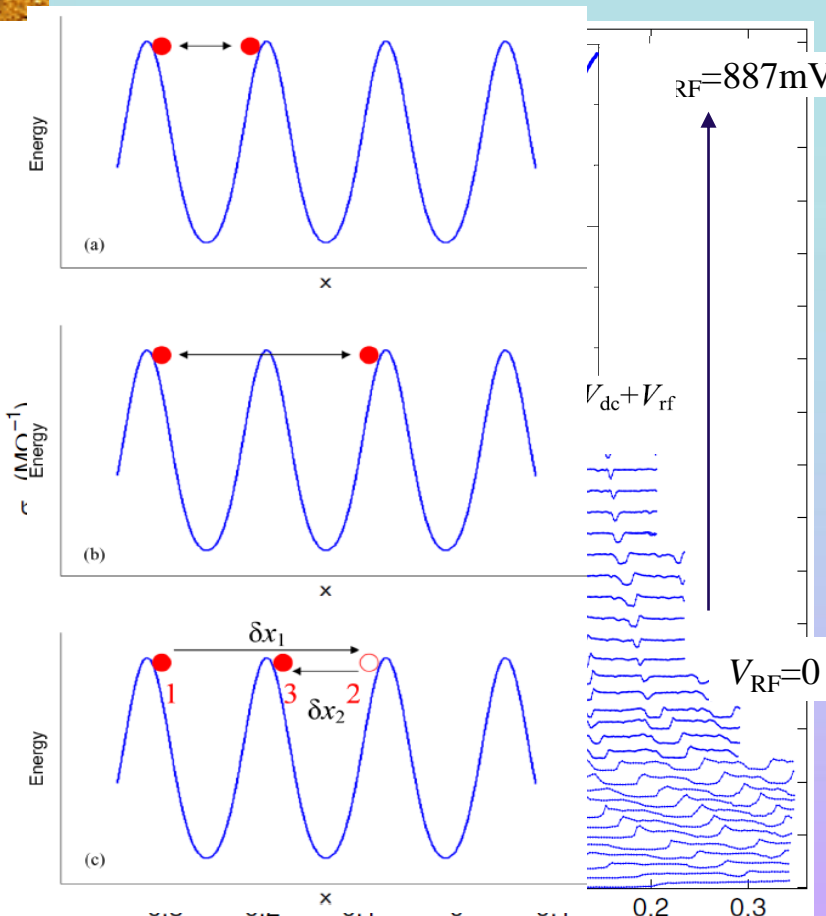 Energy
(a)
x
Energy
(b)
x
δx₁
1
3
2
δx₂
Energy
(c)
x
RF=887mV
Vdc+Vrf
VRF=0
0.2
0.3